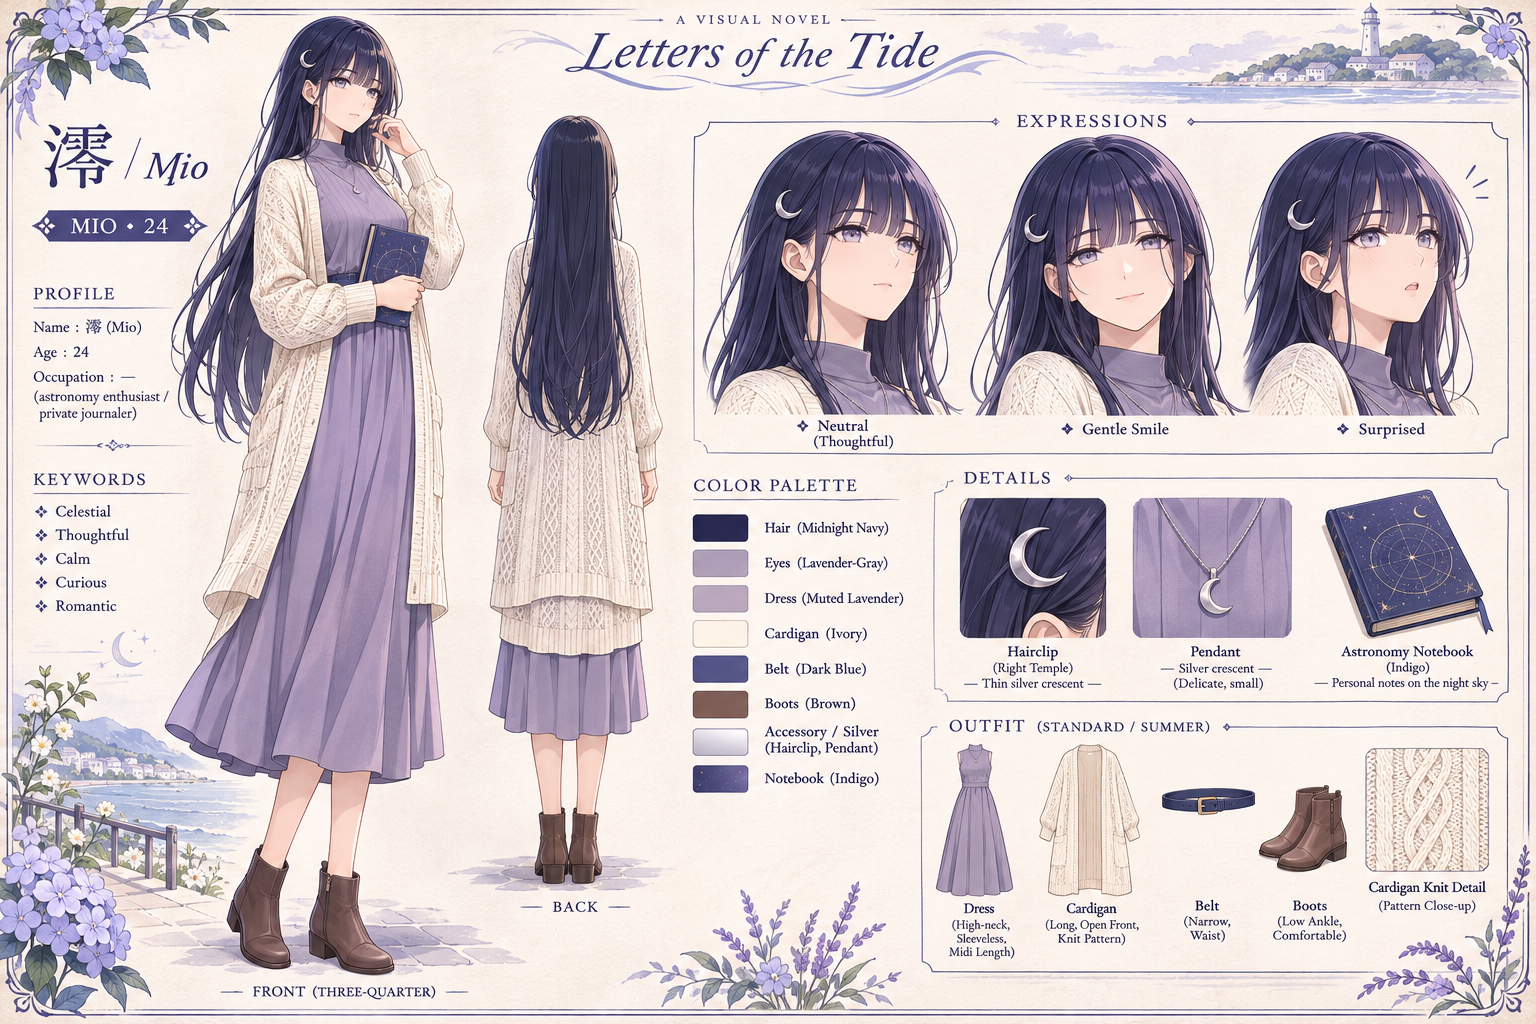 A VISUAL NOVEL
Letters of the Tide
澪 / Mio
MIO • 24
PROFILE
Name : 澪 (Mio)
Age : 24
Occupation : —
(astronomy enthusiast /
private journaler)
KEYWORDS
❖ Celestial
❖ Thoughtful
❖ Calm
❖ Curious
❖ Romantic
FRONT (THREE-QUARTER)
BACK
EXPRESSIONS
❖ Neutral
(Thoughtful)
❖ Gentle Smile
❖ Surprised
COLOR PALETTE
Hair (Midnight Navy)
Eyes (Lavender-Gray)
Dress (Muted Lavender)
Cardigan (Ivory)
Belt (Dark Blue)
Boots (Brown)
Accessory / Silver
(Hairclip, Pendant)
Notebook (Indigo)
DETAILS
Hairclip
(Right Temple)
— Thin silver crescent —
Pendant
— Silver crescent —
(Delicate, small)
Astronomy Notebook
(Indigo)
— Personal notes on the night sky —
OUTFIT (STANDARD / SUMMER)
Dress
(High-neck,
Sleeveless,
Midi Length)
Cardigan
(Long, Open Front,
Knit Pattern)
Belt
(Narrow,
Waist)
Boots
(Low Ankle,
Comfortable)
Cardigan Knit Detail
(Pattern Close-up)